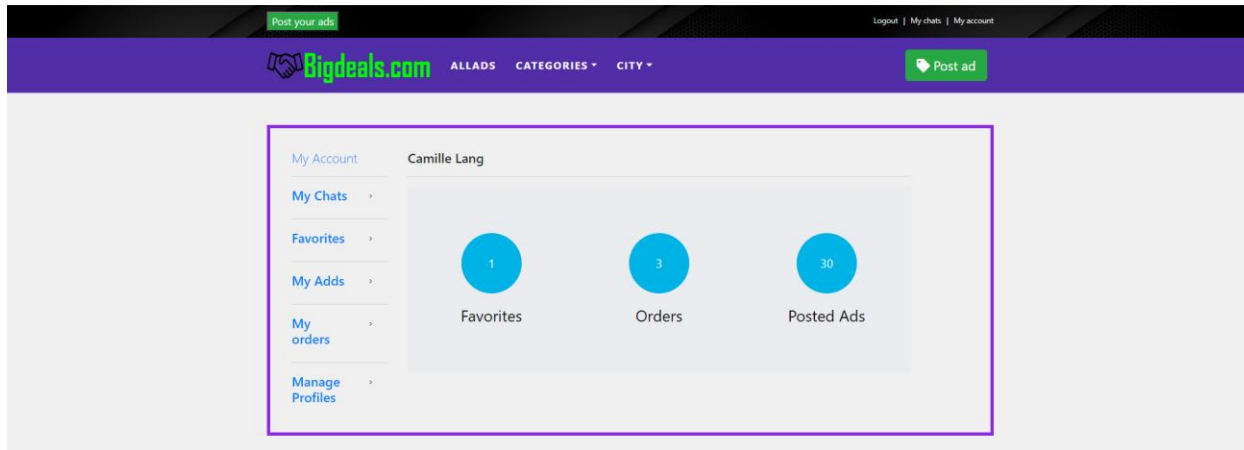 Post your ads
Logout | My chats | My account
Bigdeals.com
ALLADS CATEGORIES CITY
Post ad
My Account
My Chats
Favorites
My Adds
My
orders
Manage
Profiles
Camille Lang
1 3 30
Favorites Orders Posted Ads